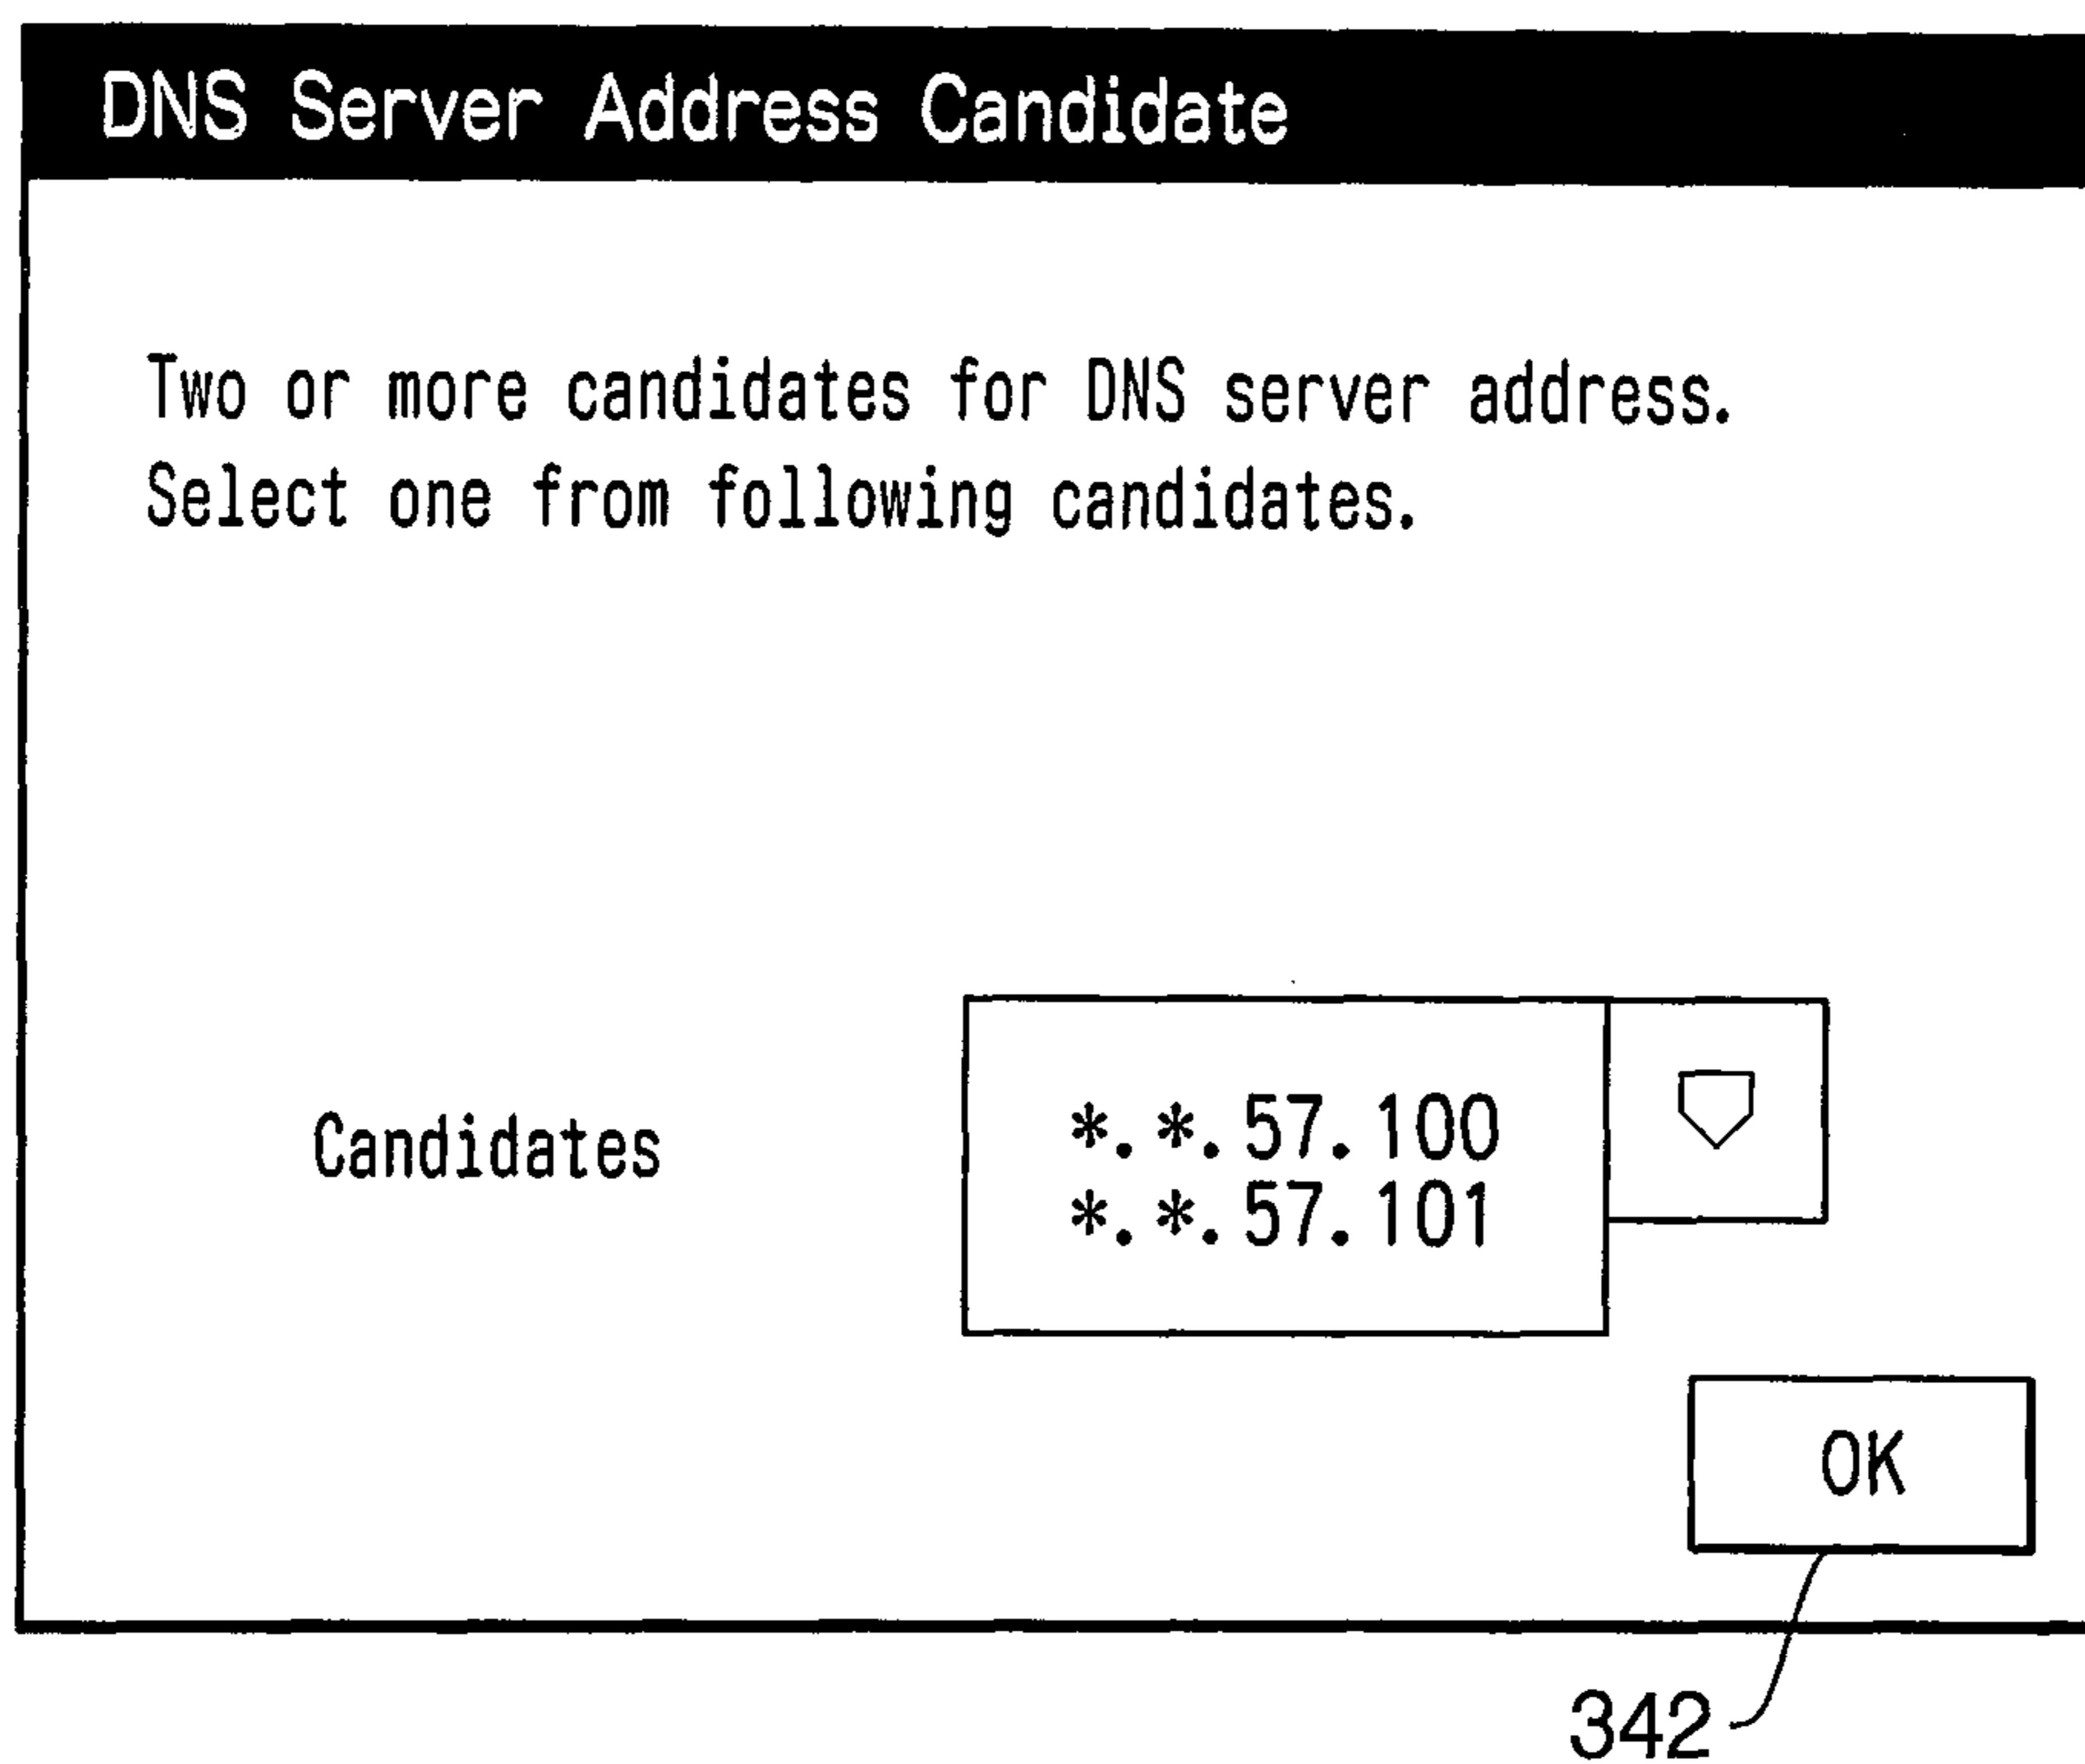 DNS Server Address Candidate
Two or more candidates for DNS server address.
Select one from following candidates.
Candidates
*.*.57.100
*.*.57.101
OK
342